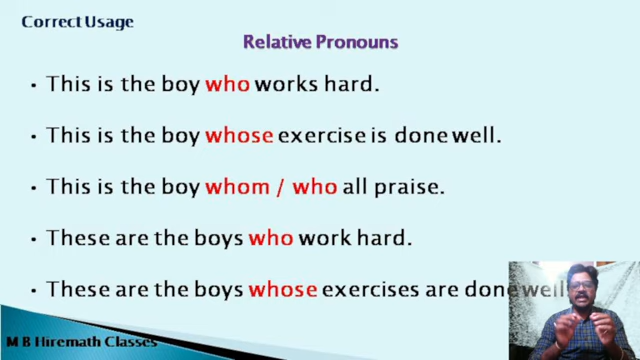 Correct Usage
Relative Pronouns
• This is the boy who works hard.
• This is the boy whose exercise is done well.
• This is the boy whom / who all praise.
• These are the boys who work hard.
• These are the boys whose exercises are done well
M B Hiremath Classes